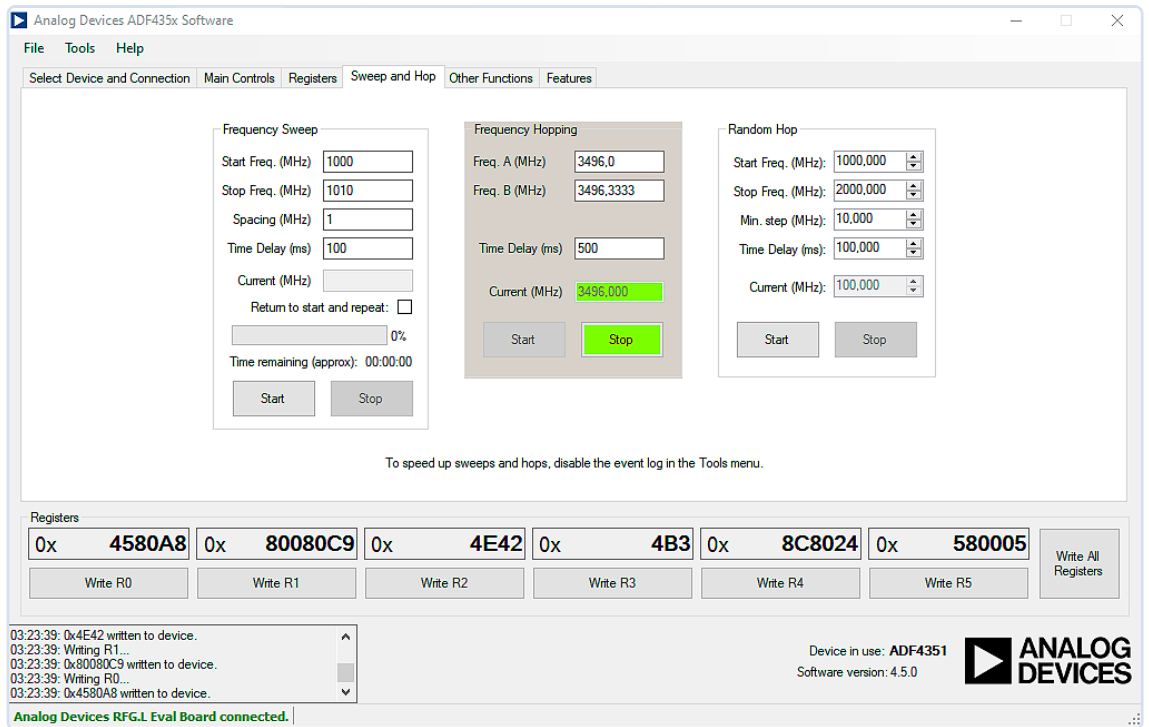 Analog Devices ADF435x Software
File Tools Help
Select Device and Connection Main Controls Registers Sweep and Hop Other Functions Features
Frequency Sweep
Start Freq. (MHz) 1000
Stop Freq. (MHz) 1010
Spacing (MHz) 1
Time Delay (ms) 100
Current (MHz)
Return to start and repeat:
0%
Time remaining (approx): 00:00:00
Start Stop
Frequency Hopping
Freq. A (MHz) 3496,0
Freq. B (MHz) 3496,3333
Time Delay (ms) 500
Current (MHz) 3496,000
Start Stop
Random Hop
Start Freq. (MHz): 1000,000
Stop Freq. (MHz): 2000,000
Min. step (MHz): 10,000
Time Delay (ms): 100,000
Current (MHz): 100,000
Start Stop
To speed up sweeps and hops, disable the event log in the Tools menu.
Registers
0x 4580A8 0x 80080C9 0x 4E42 0x 4B3 0x 8C8024 0x 580005
Write R0 Write R1 Write R2 Write R3 Write R4 Write R5
Write All
Registers
03:23:39: 0x4E42 written to device.
03:23:39: Writing R1...
03:23:39: 0x80080C9 written to device.
03:23:39: Writing R0...
03:23:39: 0x4580A8 written to device.
Device in use: ADF4351
Software version: 4.5.0
ANALOG
DEVICES
Analog Devices RFG.L Eval Board connected.